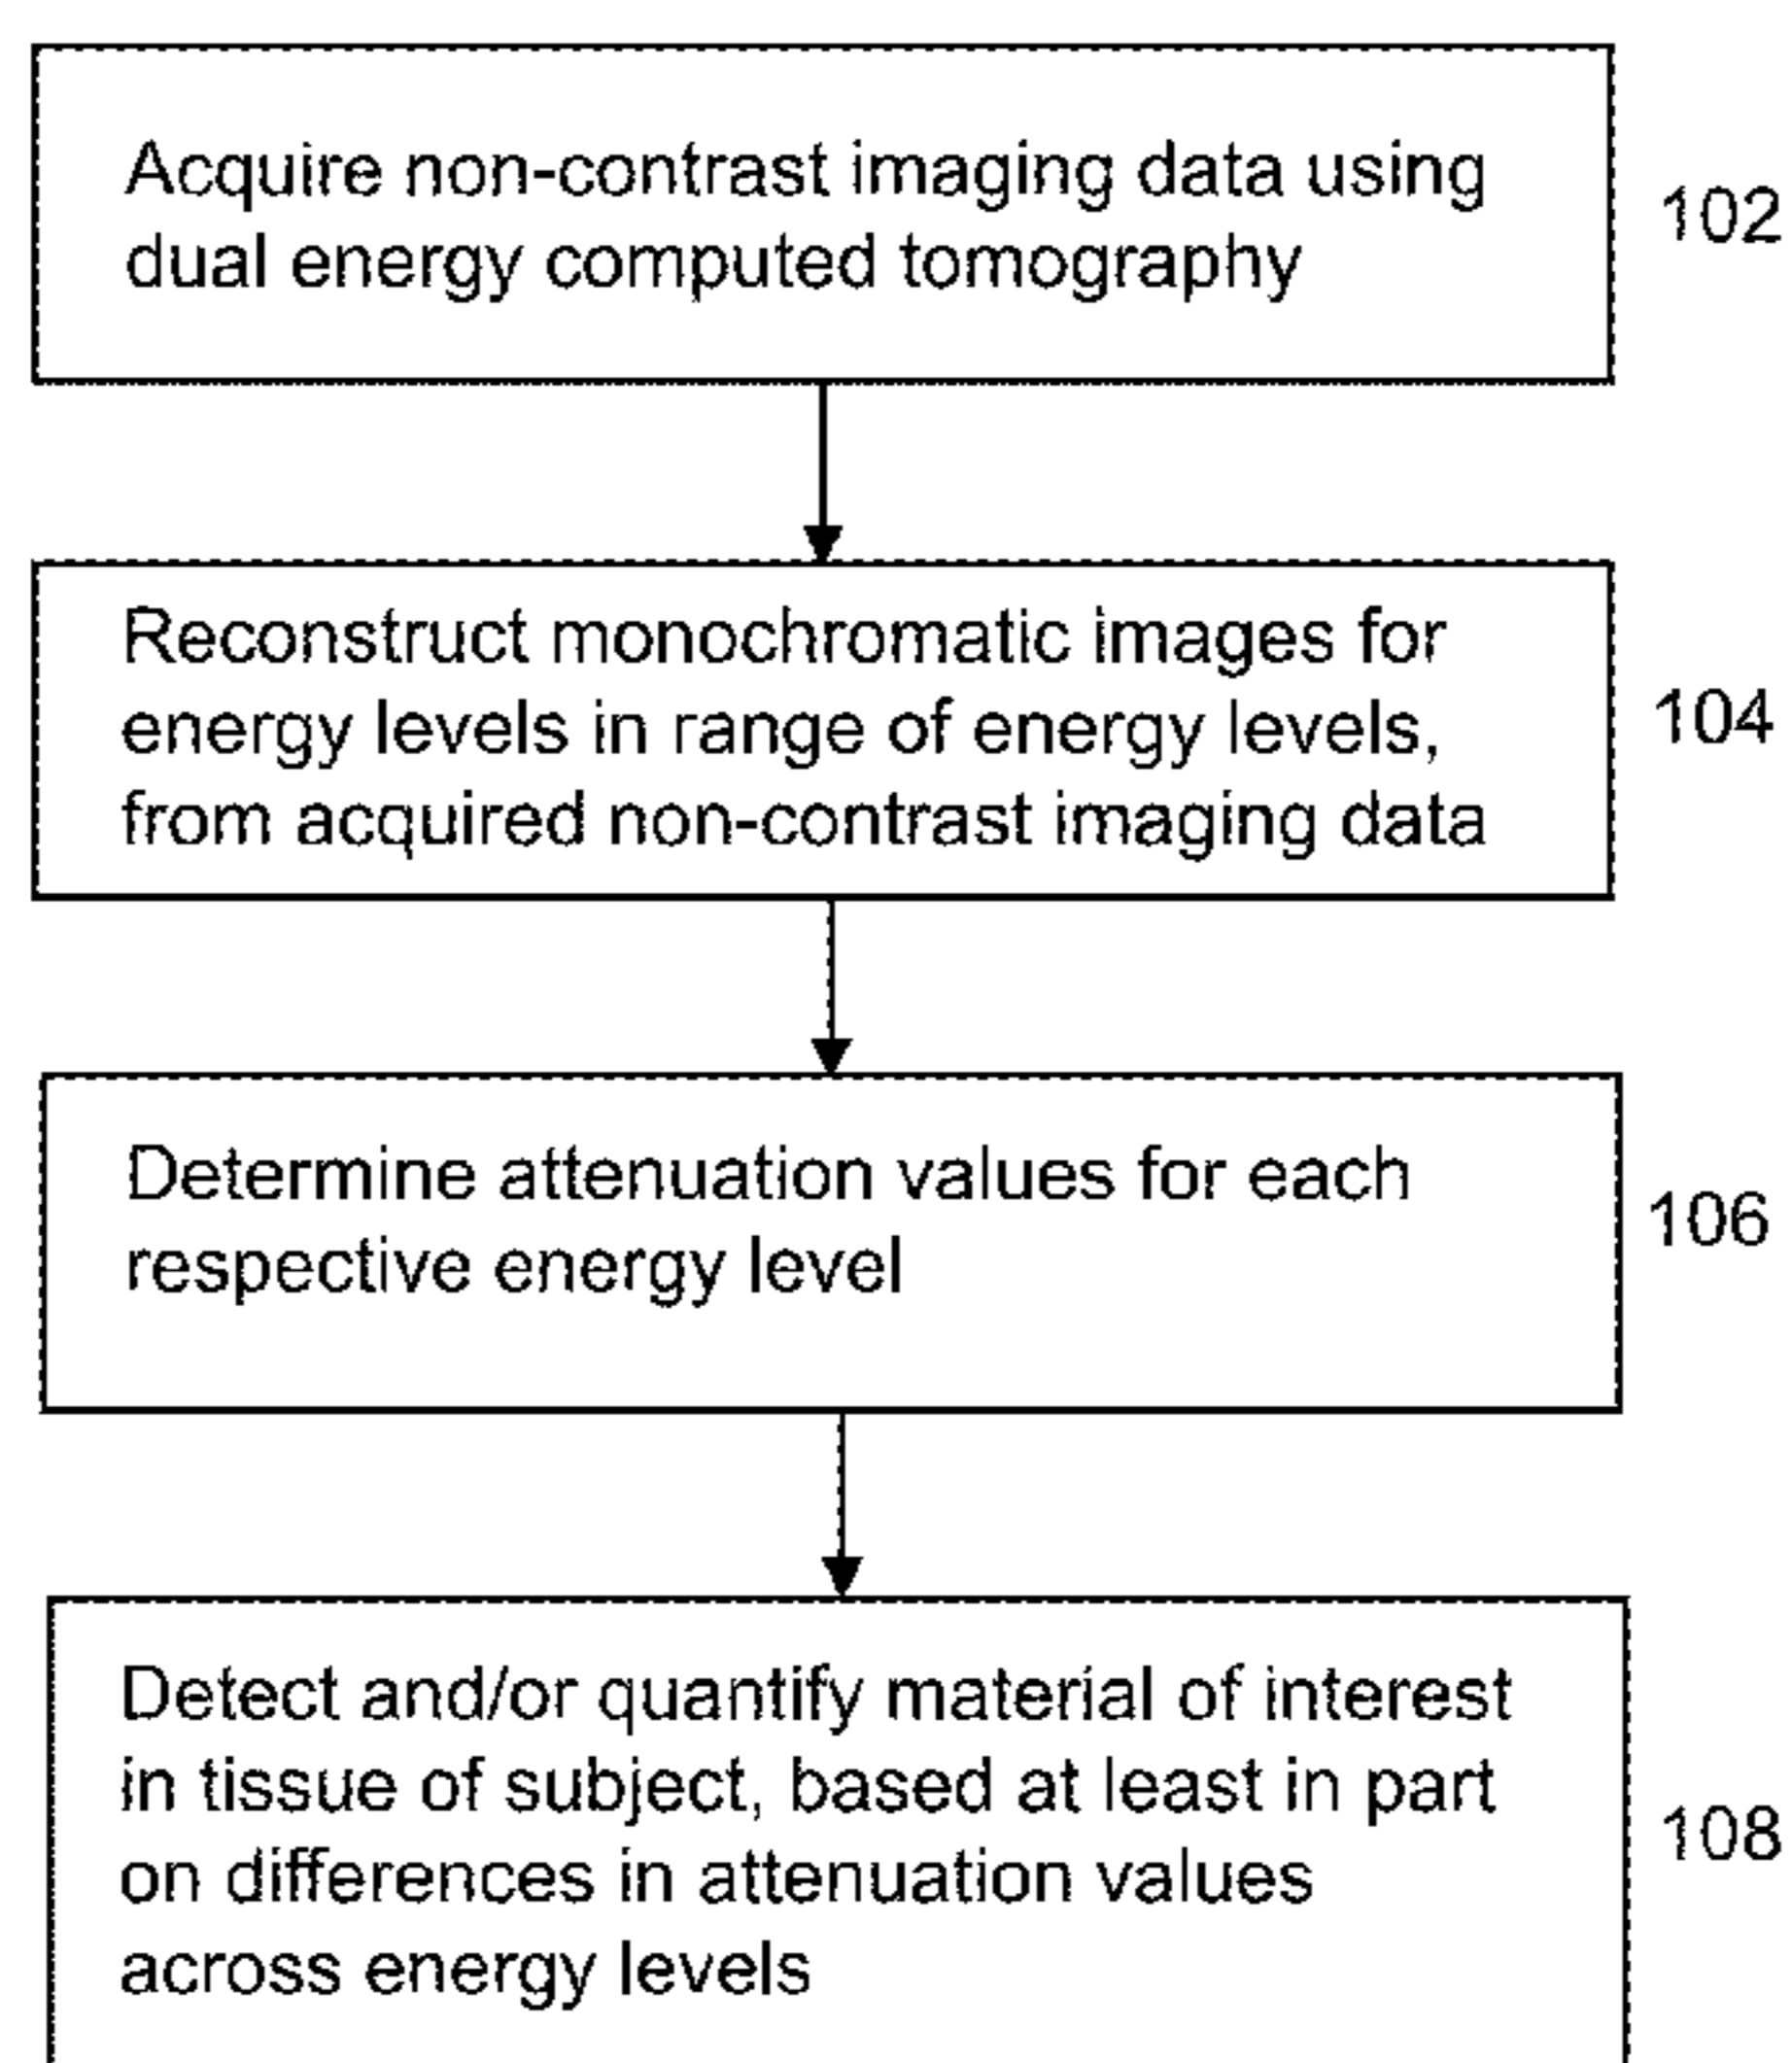 Acquire non-contrast imaging data using
dual energy computed tomography
102
Reconstruct monochromatic images for
energy levels in range of energy levels,
from acquired non-contrast imaging data
104
Determine attenuation values for each
respective energy level
106
Detect and/or quantify material of interest
in tissue of subject, based at least in part
on differences in attenuation values
across energy levels
108